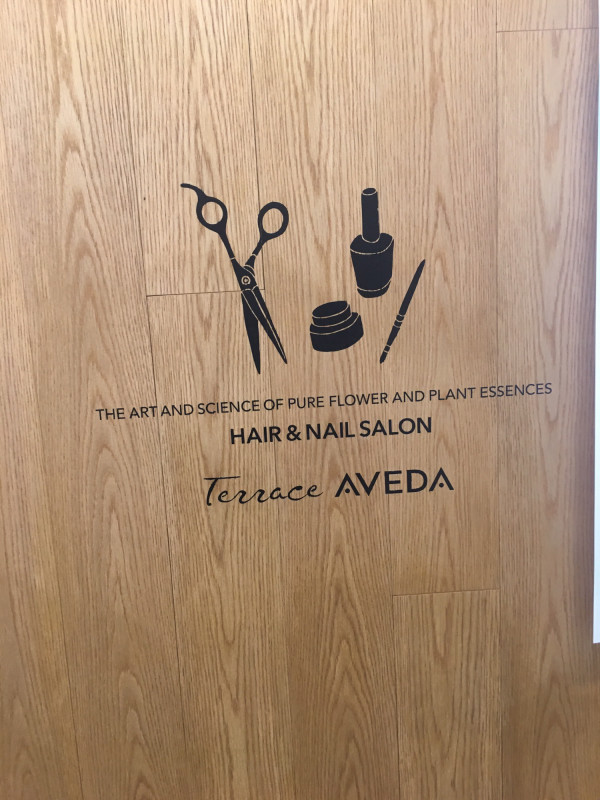 THE ART AND SCIENCE OF PURE FLOWER AND PLANT ESSENCES
HAIR & NAIL SALON
Terrace AVEDA